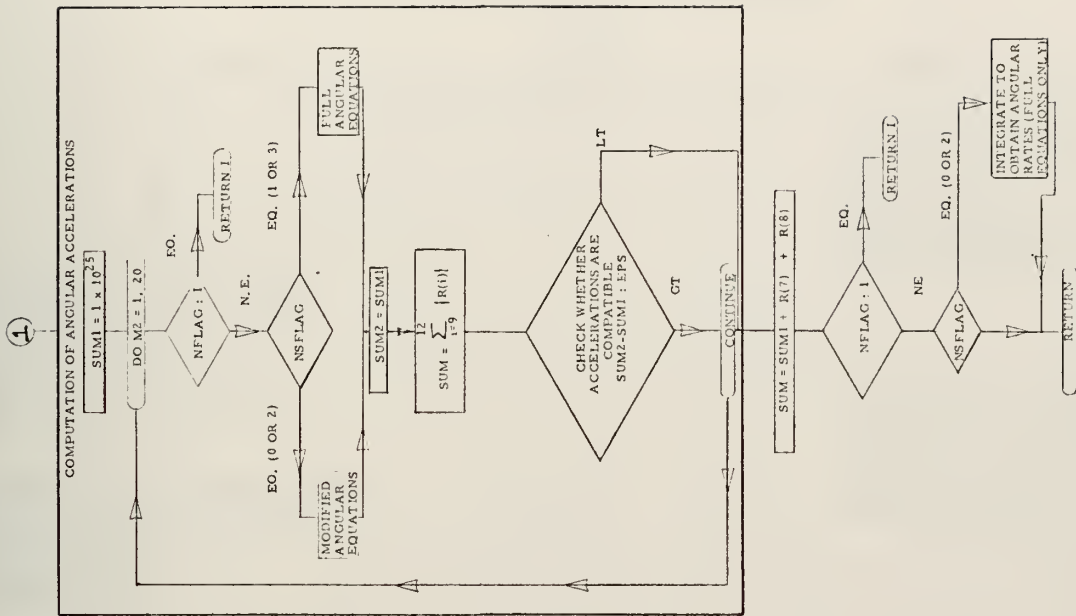 1
COMPUTATION OF ANGULAR ACCELERATIONS
SUM1 = 1 x 10^25
DO M2 = 1, 20
NFLAG : 1
EQ.
RETURN 1
N.E.
NSFLAG
EQ. (0 OR 2)
EQ. (1 OR 3)
MODIFIED
ANGULAR
EQUATIONS
FULL
ANGULAR
EQUATIONS
SUM2 = SUM1
12
SUM = Σ |R(i)|
i=9
CHECK WHETHER
ACCELERATIONS ARE
COMPATIBLE
SUM2-SUM1 : EPS
LT
GT
CONTINUE
SUM = SUM1 + R(7) + R(8)
NFLAG : 1
EQ.
RETURN 1
NE
NSFLAG
EQ. (0 OR 2)
INTEGRATE TO
OBTAIN ANGULAR
RATES (FULL
EQUATIONS ONLY)
RETURN